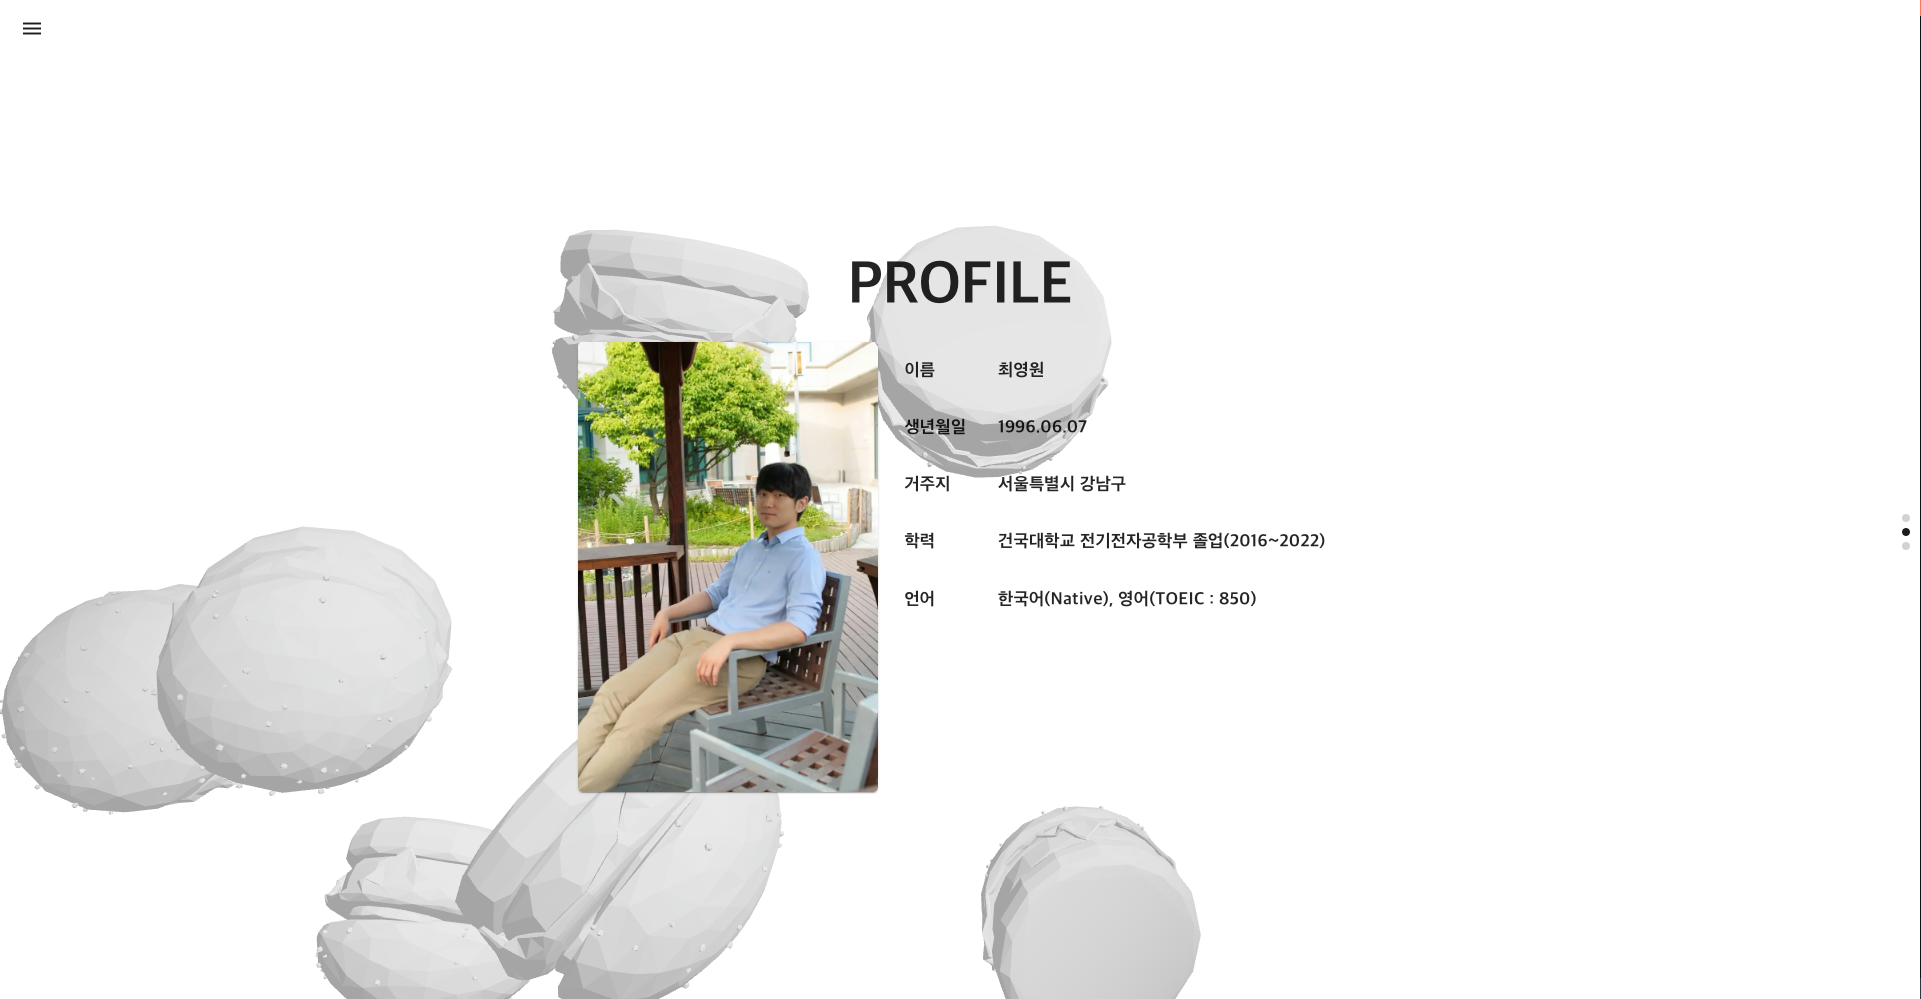 PROFILE
이름 최영원
생년월일 1996.06.07
거주지 서울특별시 강남구
학력 건국대학교 전기전자공학부 졸업(2016~2022)
언어 한국어(Native), 영어(TOEIC : 850)